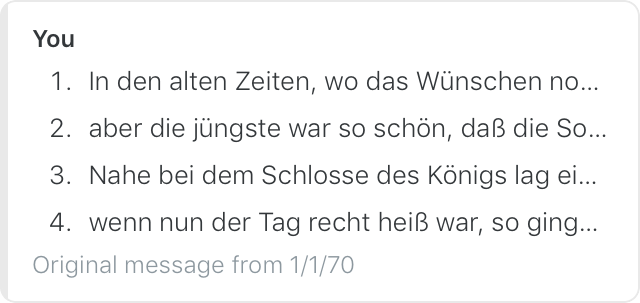 You
1. In den alten Zeiten, wo das Wünschen no...
2. aber die jüngste war so schön, daß die So...
3. Nahe bei dem Schlosse des Königs lag ei...
4. wenn nun der Tag recht heiß war, so ging...
Original message from 1/1/70